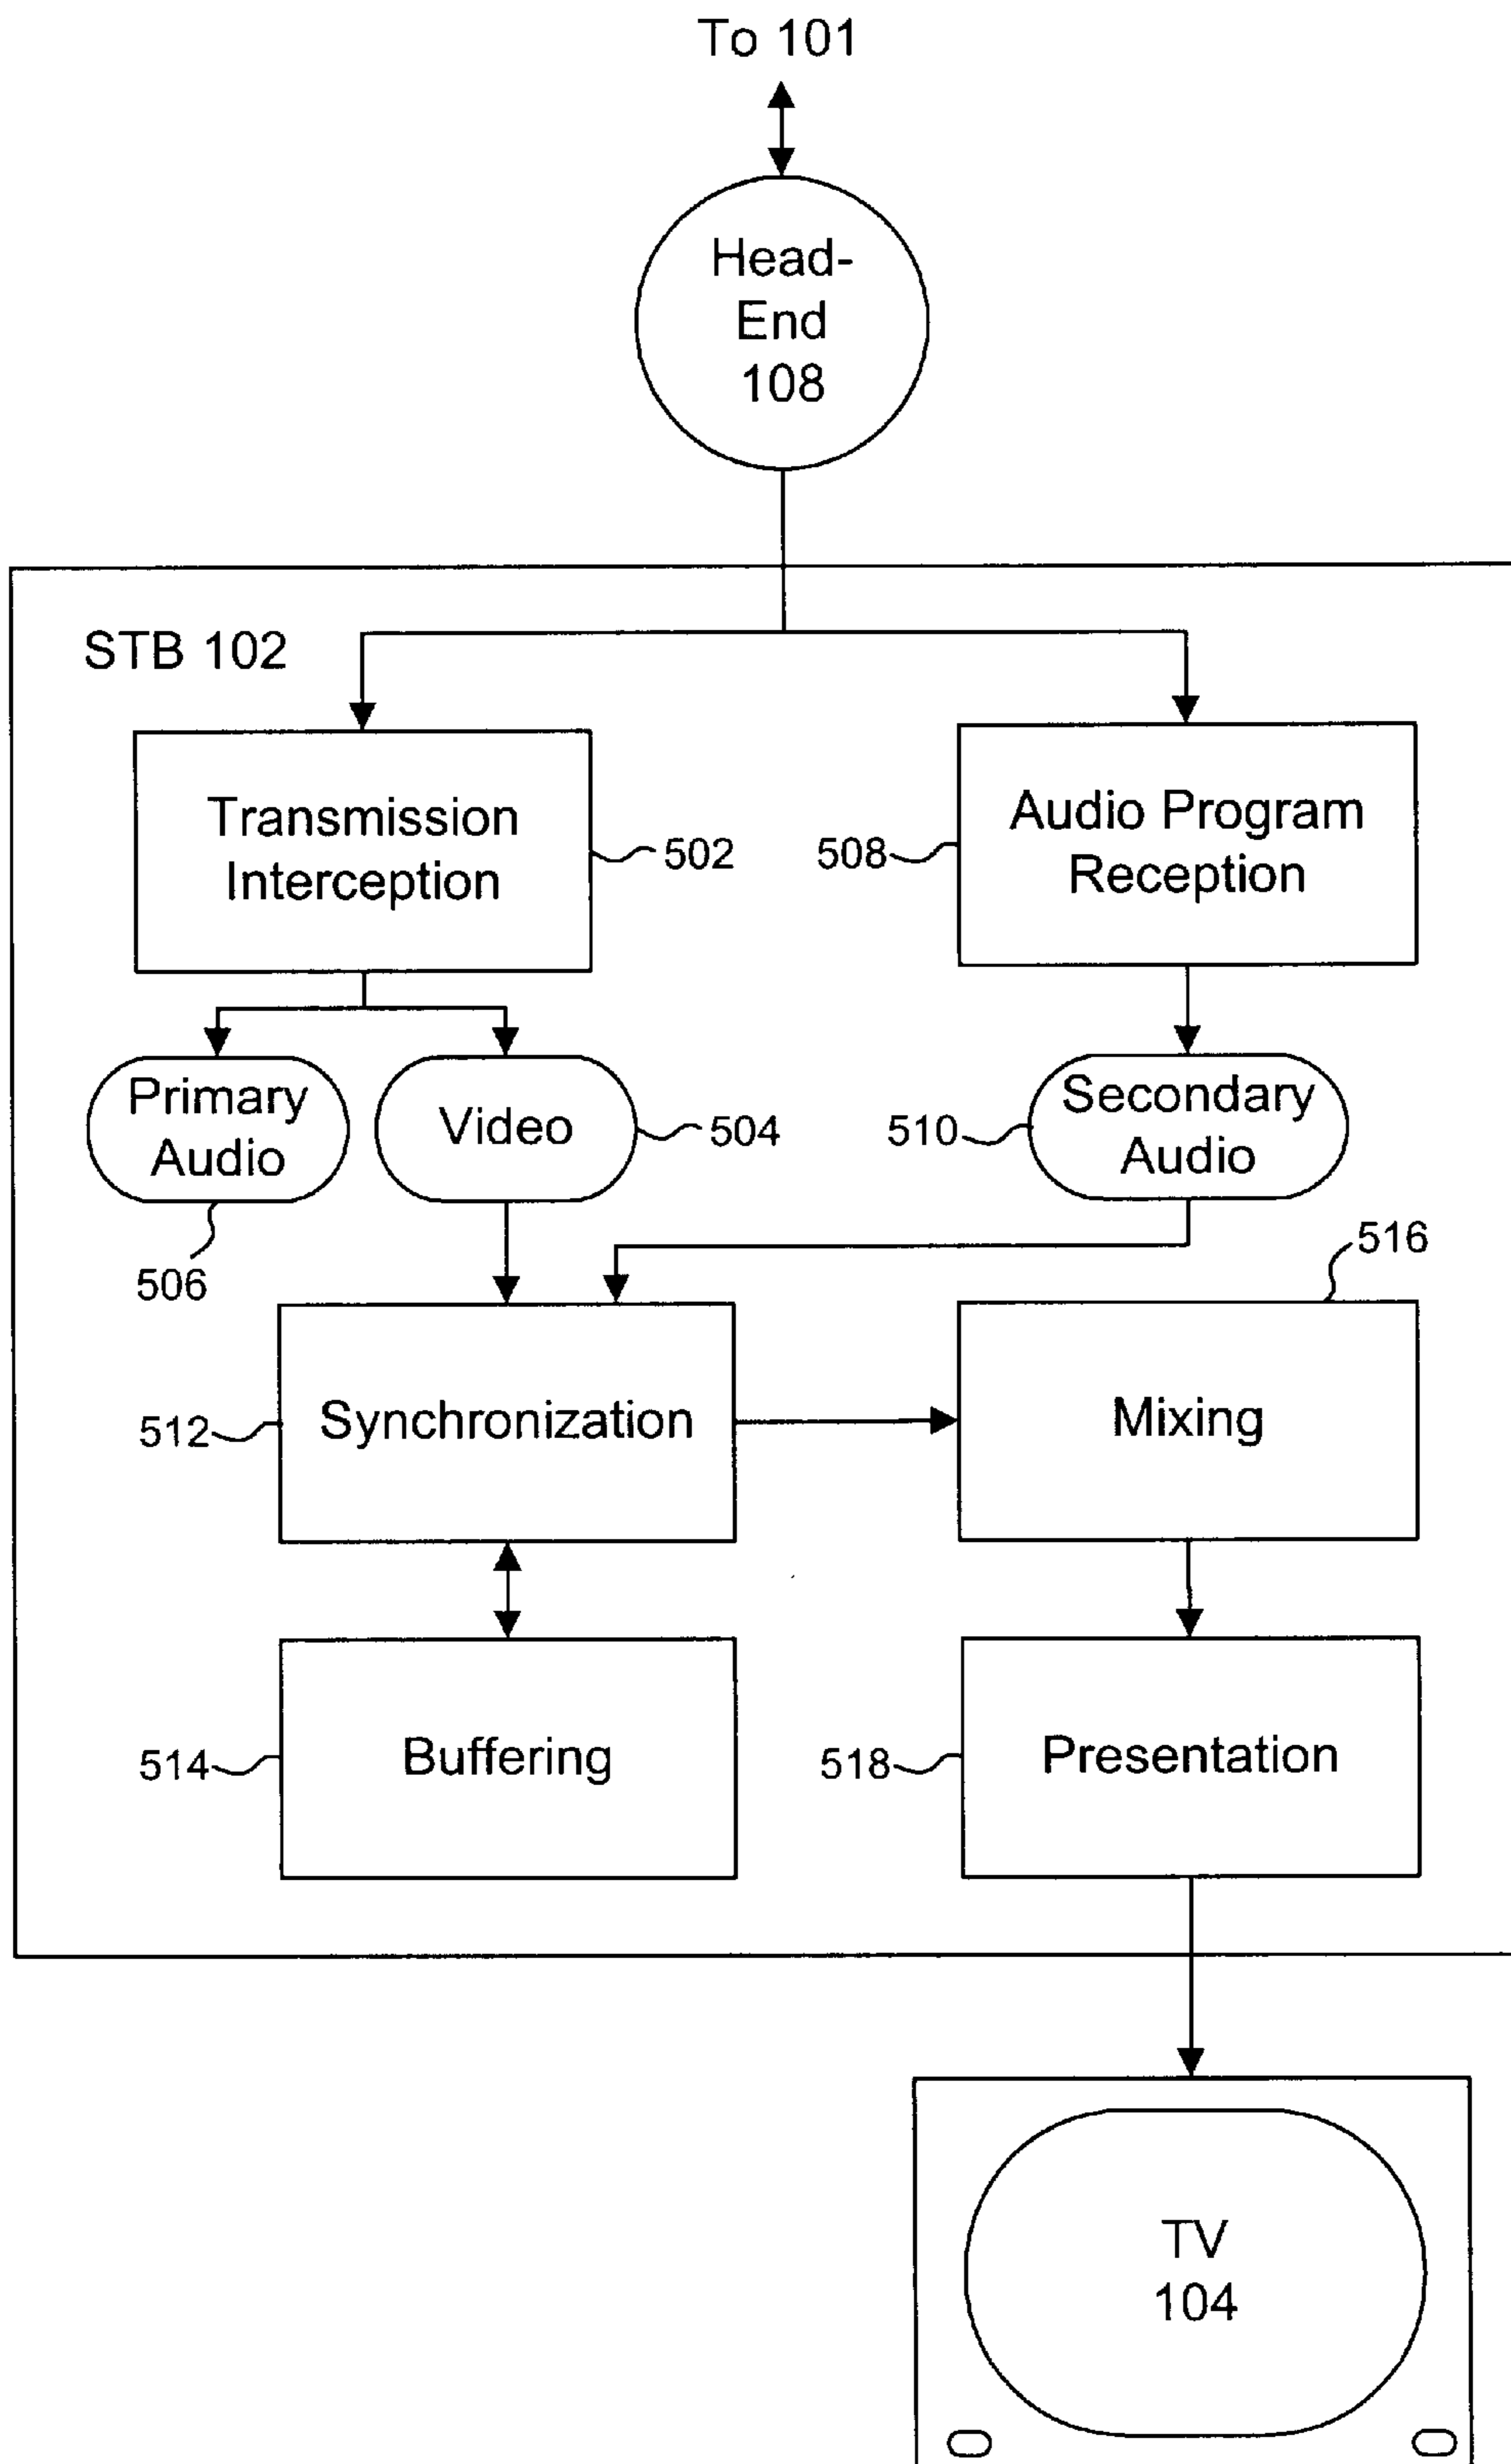 To 101
Head-
End
108
STB 102
Transmission
Interception
502
508
Audio Program
Reception
Primary
Audio
Video
504
510
Secondary
Audio
506
516
512
Synchronization
Mixing
514
Buffering
518
Presentation
TV
104